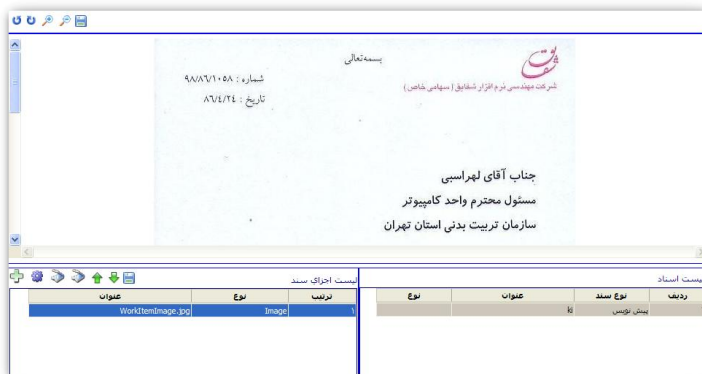 بسمه‌تعالی
شقایق
شرکت مهندسی نرم افزار شقایق ( سهامی خاص )
شماره : ۹۸/۸۶/۱۰۵۸
تاریخ : ۸۶/٤/۲٤
جناب آقای لهراسبی
مسئول محترم واحد کامپیوتر
سازمان تربیت بدنی استان تهران
لیست اسناد
ردیف نوع سند عنوان نوع
پیش نویس ki
لیست اجزای سند
ترتیب نوع عنوان
۱ Image WorkItemImage.jpg